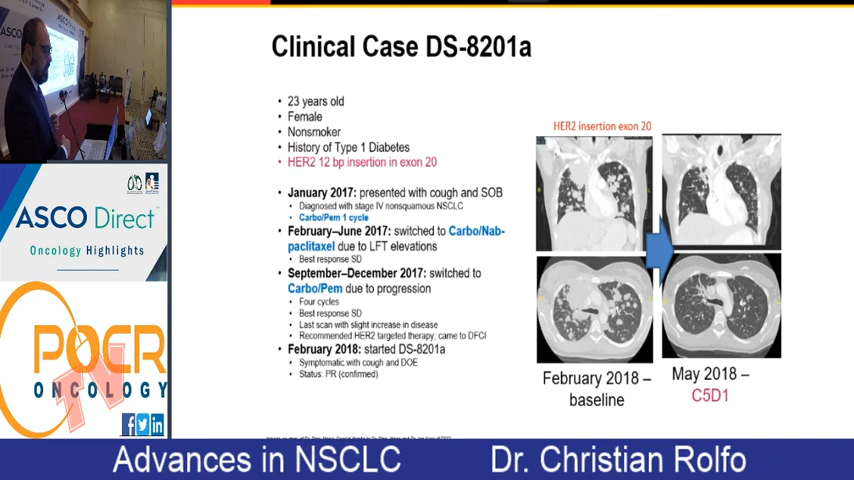 ASCO
Clinical Case DS-8201a
• 23 years old
• Female
• Nonsmoker
• History of Type 1 Diabetes
• HER2 12 bp insertion in exon 20
• January 2017: presented with cough and SOB
• Diagnosed with stage IV nonsquamous NSCLC
• Carbo/Pem 1 cycle
• February–June 2017: switched to Carbo/Nab-
paclitaxel due to LFT elevations
• Best response SD
• September–December 2017: switched to
Carbo/Pem due to progression
• Four cycles
• Best response SD
• Last scan with slight increase in disease
• Recommended HER2 targeted therapy, came to DFCI
• February 2018: started DS-8201a
• Symptomatic with cough and DOE
• Status: PR (confirmed)
HER2 insertion exon 20
February 2018 –
baseline
May 2018 –
C5D1
ASCO Direct™
Oncology Highlights
POER
ONCOLOGY
TV
Advances in NSCLC
Dr. Christian Rolfo